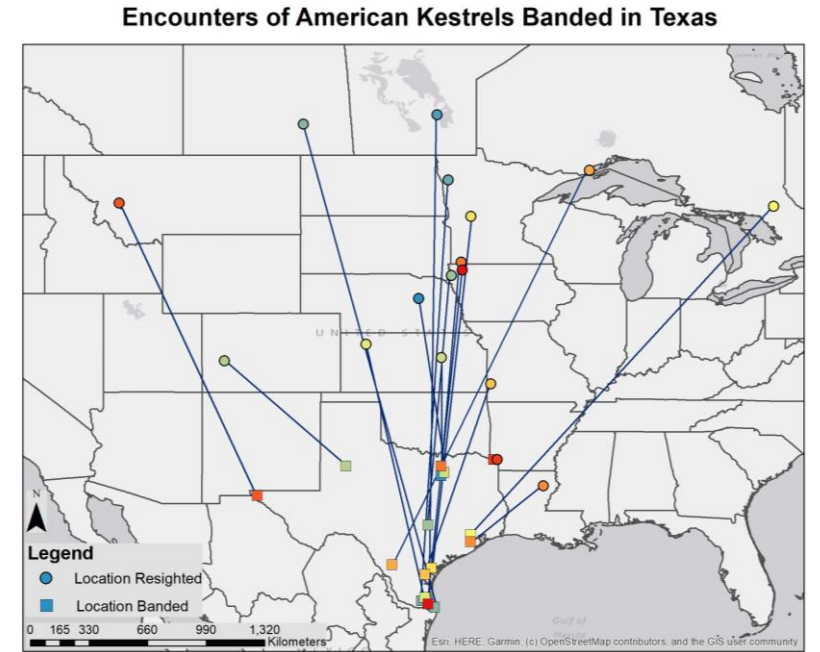 Encounters of American Kestrels Banded in Texas
UNITED STATES
N
Legend
Location Resighted
Location Banded
0 165 330 660 990 1,320
Kilometers
Gulf of
Mexico
Esri, HERE, Garmin, (c) OpenStreetMap contributors, and the GIS user community